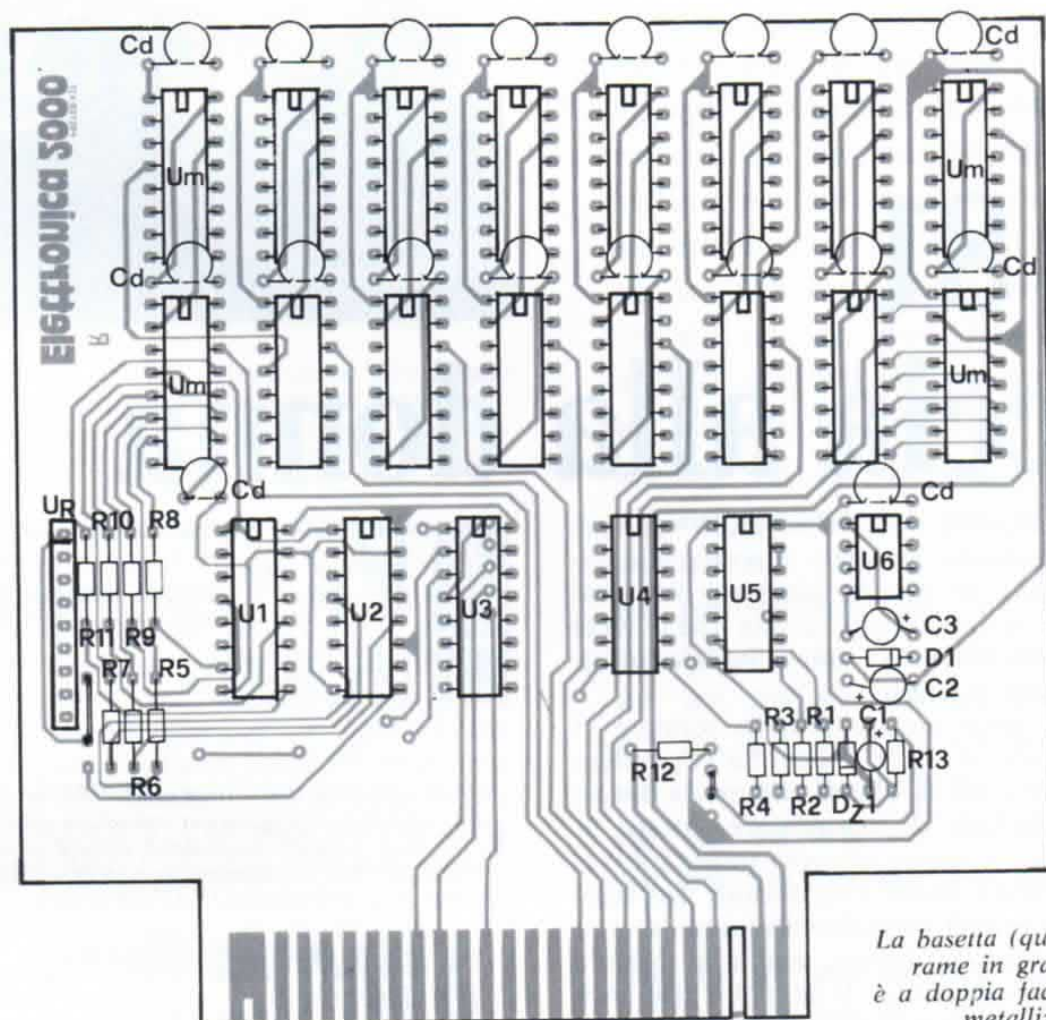 Cd
Cd
Elettronica 2000
Um
Um
Cd
Cd
Um
Um
Cd
Cd
UR
R10
R8
U1
U2
U3
U4
U5
U6
C3
D1
C2
R11
R9
R7
R5
R6
R3
R1
C1
R12
R13
R4
R2
DZ1
La basetta (qu
rame in gra
è a doppia fac
metalliz